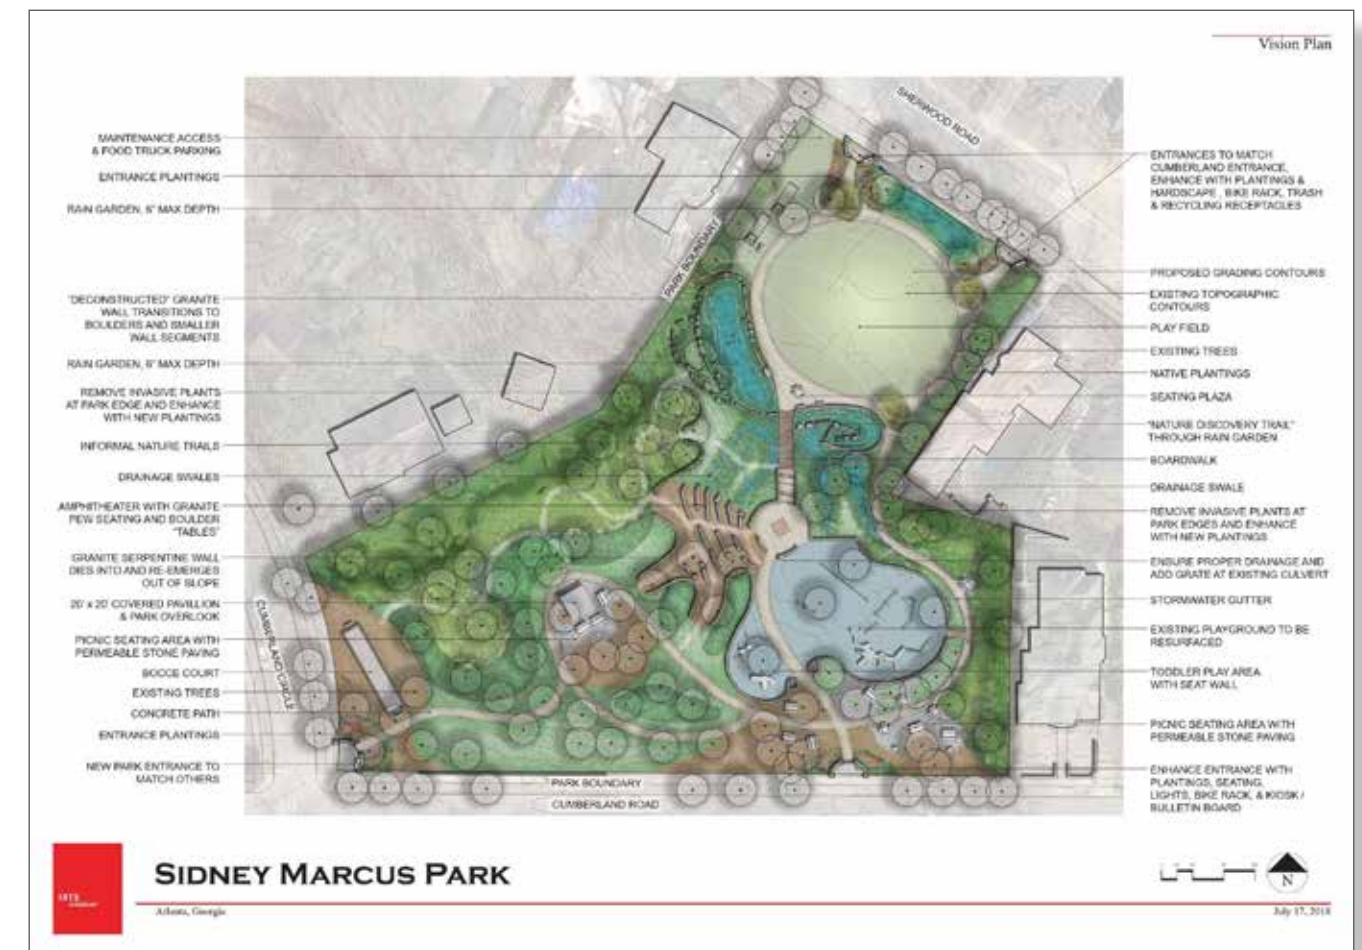 Vision Plan
SHERWOOD ROAD
MAINTENANCE ACCESS
& FOOD TRUCK PARKING
ENTRANCE PLANTINGS
RAIN GARDEN, 6" MAX DEPTH
"DECONSTRUCTED" GRANITE
WALL TRANSITIONS TO
BOULDERS AND SMALLER
WALL SEGMENTS
RAIN GARDEN, 6" MAX DEPTH
REMOVE INVASIVE PLANTS
AT PARK EDGE AND ENHANCE
WITH NEW PLANTINGS
INFORMAL NATURE TRAILS
DRAINAGE SWALES
AMPHITHEATER WITH GRANITE
PEW SEATING AND BOULDER
"TABLES"
GRANITE SERPENTINE WALL
DIES INTO AND RE-EMERGES
OUT OF SLOPE
20' x 20' COVERED PAVILLION
& PARK OVERLOOK
PICNIC SEATING AREA WITH
PERMEABLE STONE PAVING
BOCCE COURT
EXISTING TREES
CONCRETE PATH
ENTRANCE PLANTINGS
NEW PARK ENTRANCE TO
MATCH OTHERS
PARK BOUNDARY
CUMBERLAND CIRCLE
PARK BOUNDARY
CUMBERLAND ROAD
ENTRANCES TO MATCH
CUMBERLAND ENTRANCE,
ENHANCE WITH PLANTINGS &
HARDSCAPE , BIKE RACK, TRASH
& RECYCLING RECEPTACLES
PROPOSED GRADING CONTOURS
EXISTING TOPOGRAPHIC
CONTOURS
PLAY FIELD
EXISTING TREES
NATIVE PLANTINGS
SEATING PLAZA
"NATURE DISCOVERY TRAIL"
THROUGH RAIN GARDEN
BOARDWALK
DRAINAGE SWALE
REMOVE INVASIVE PLANTS AT
PARK EDGES AND ENHANCE
WITH NEW PLANTINGS
ENSURE PROPER DRAINAGE AND
ADD GRATE AT EXISTING CULVERT
STORMWATER GUTTER
EXISTING PLAYGROUND TO BE
RESURFACED
TODDLER PLAY AREA
WITH SEAT WALL
PICNIC SEATING AREA WITH
PERMEABLE STONE PAVING
ENHANCE ENTRANCE WITH
PLANTINGS, SEATING,
LIGHTS, BIKE RACK, & KIOSK /
BULLETIN BOARD
SIDNEY MARCUS PARK
Atlanta, Georgia
N
July 17, 2018